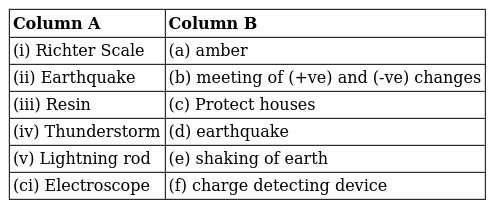 Column A Column B
(i) Richter Scale (a) amber
(ii) Earthquake (b) meeting of (+ve) and (-ve) changes
(iii) Resin (c) Protect houses
(iv) Thunderstorm (d) earthquake
(v) Lightning rod (e) shaking of earth
(ci) Electroscope (f) charge detecting device